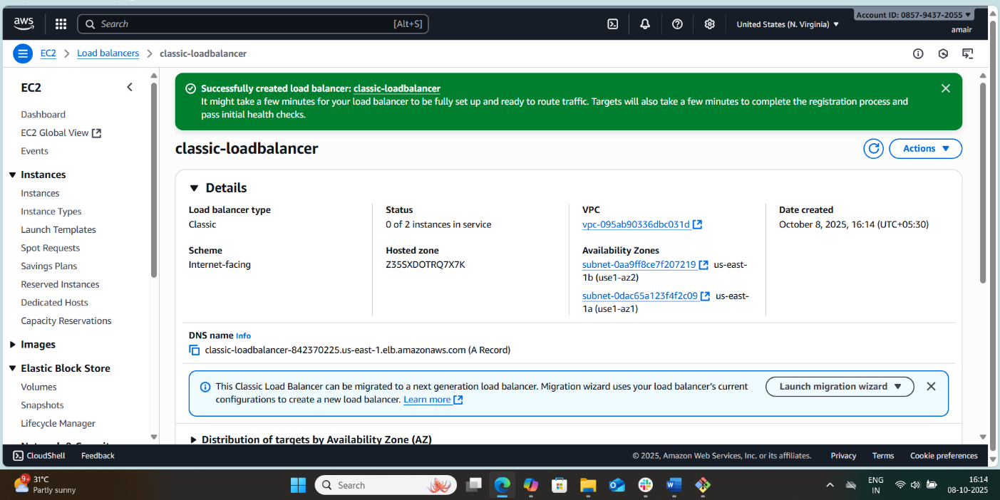 aws
Search
[Alt+S]
United States (N. Virginia)
Account ID: 0857-9437-2055
amair
EC2
Load balancers
classic-loadbalancer
EC2
Dashboard
EC2 Global View
Events
Instances
Instances
Instance Types
Launch Templates
Spot Requests
Savings Plans
Reserved Instances
Dedicated Hosts
Capacity Reservations
Images
Elastic Block Store
Volumes
Snapshots
Lifecycle Manager
Successfully created load balancer: classic-loadbalancer
It might take a few minutes for your load balancer to be fully set up and ready to route traffic. Targets will also take a few minutes to complete the registration process and
pass initial health checks.
classic-loadbalancer
Actions
Details
Load balancer type
Classic
Scheme
Internet-facing
Status
0 of 2 instances in service
Hosted zone
Z35SXDOTRQ7X7K
VPC
vpc-095ab90336dbc031d
Availability Zones
subnet-0aa9ff8ce7f207219 us-east-
1b (use1-az2)
subnet-0dac65a123f4f2c09 us-east-
1a (use1-az1)
Date created
October 8, 2025, 16:14 (UTC+05:30)
DNS name Info
classic-loadbalancer-842370225.us-east-1.elb.amazonaws.com (A Record)
This Classic Load Balancer can be migrated to a next generation load balancer. Migration wizard uses your load balancer's current
configurations to create a new load balancer. Learn more
Launch migration wizard
Distribution of targets by Availability Zone (AZ)
CloudShell
Feedback
© 2025, Amazon Web Services, Inc. or its affiliates.
Privacy
Terms
Cookie preferences
9+
31°C
Partly sunny
Search
ENG
IN
16:14
08-10-2025